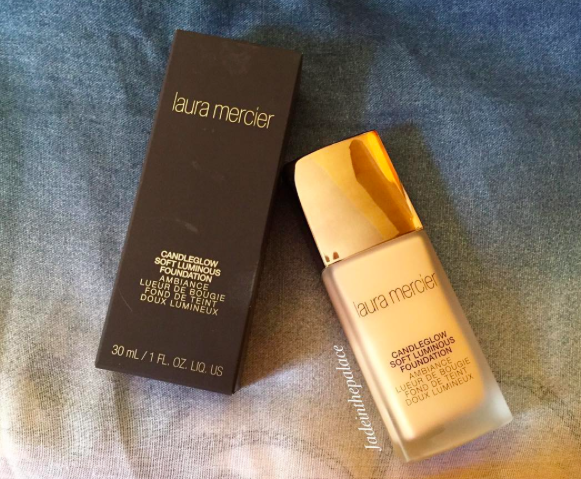 laura mercier
CANDLEGLOW
SOFT LUMINOUS
FOUNDATION
AMBIANCE
LUEUR DE BOUGIE
FOND DE TEINT
DOUX LUMINEUX
30 mL / 1 FL. OZ. LIQ. US
laura mercier
CANDLEGLOW
SOFT LUMINOUS
FOUNDATION
AMBIANCE
LUEUR DE BOUGIE
FOND DE TEINT
DOUX LUMINEUX
Jadeinthepalace